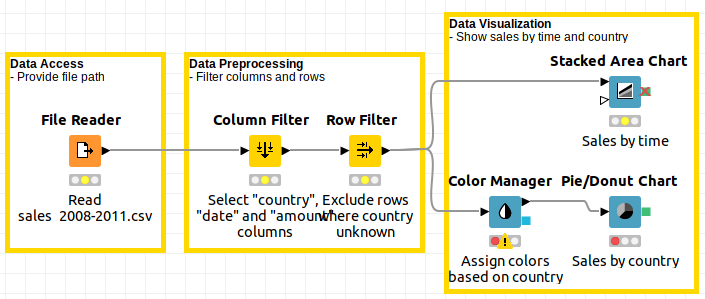 Data Access
- Provide file path
File Reader
Read
sales_2008-2011.csv
Data Preprocessing
- Filter columns and rows
Column Filter
Select "country",
"date" and "amount"
columns
Row Filter
Exclude rows
where country
unknown
Data Visualization
- Show sales by time and country
Stacked Area Chart
Sales by time
Color Manager
Assign colors
based on country
Pie/Donut Chart
Sales by country